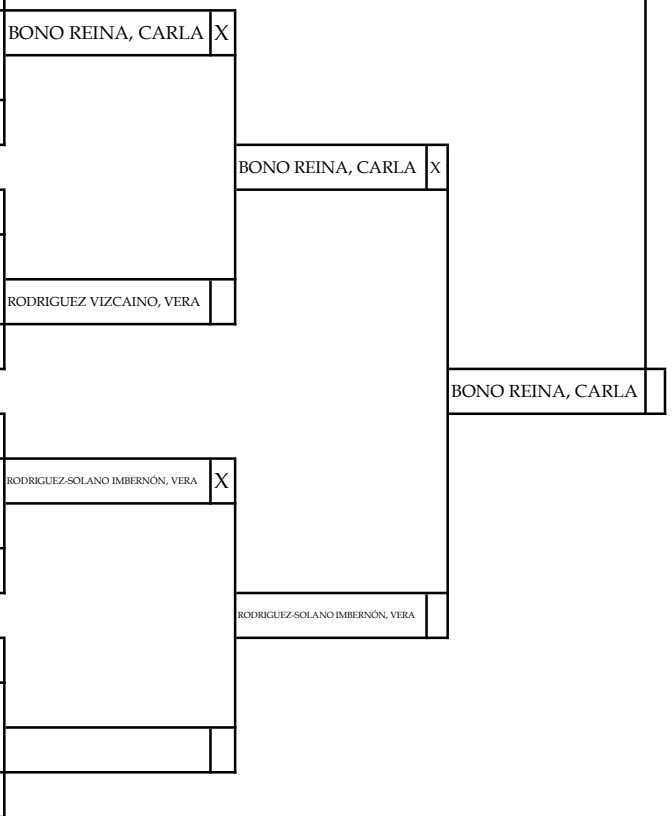 BONO REINA, CARLA X
BONO REINA, CARLA X
RODRIGUEZ VIZCAINO, VERA
BONO REINA, CARLA
RODRIGUEZ-SOLANO IMBERNÓN, VERA X
RODRIGUEZ-SOLANO IMBERNÓN, VERA